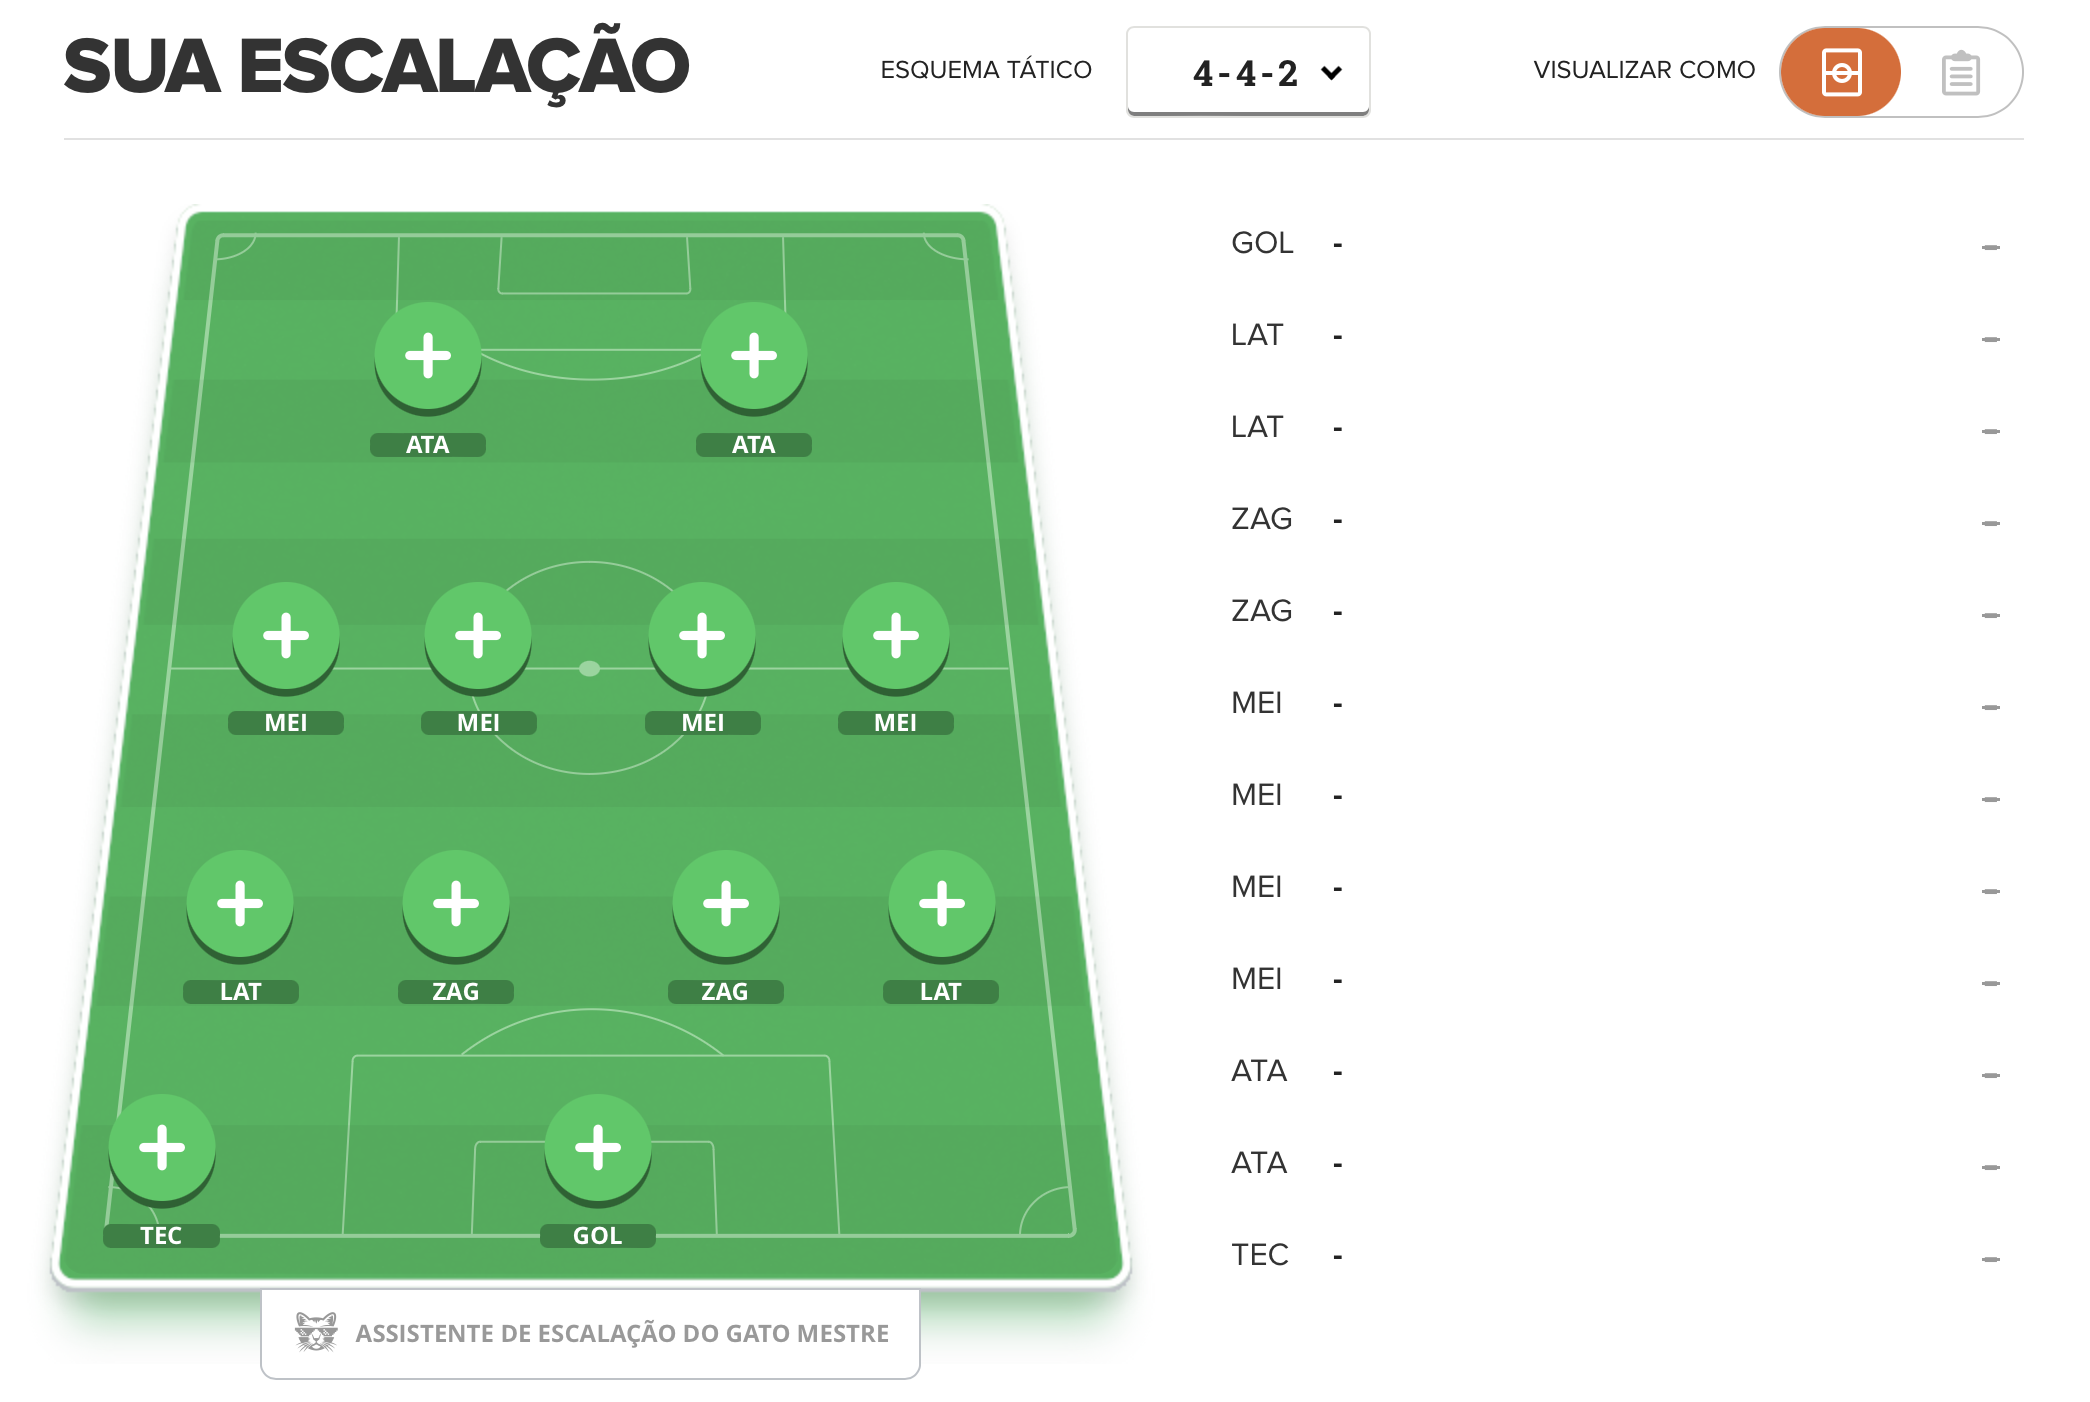 SUA ESCALAÇÃO
ESQUEMA TÁTICO
4-4-2
VISUALIZAR COMO
ATA
ATA
MEI
MEI
MEI
MEI
LAT
ZAG
ZAG
LAT
TEC
GOL
ASSISTENTE DE ESCALAÇÃO DO GATO MESTRE
GOL - -
LAT - -
LAT - -
ZAG - -
ZAG - -
MEI - -
MEI - -
MEI - -
MEI - -
ATA - -
ATA - -
TEC - -